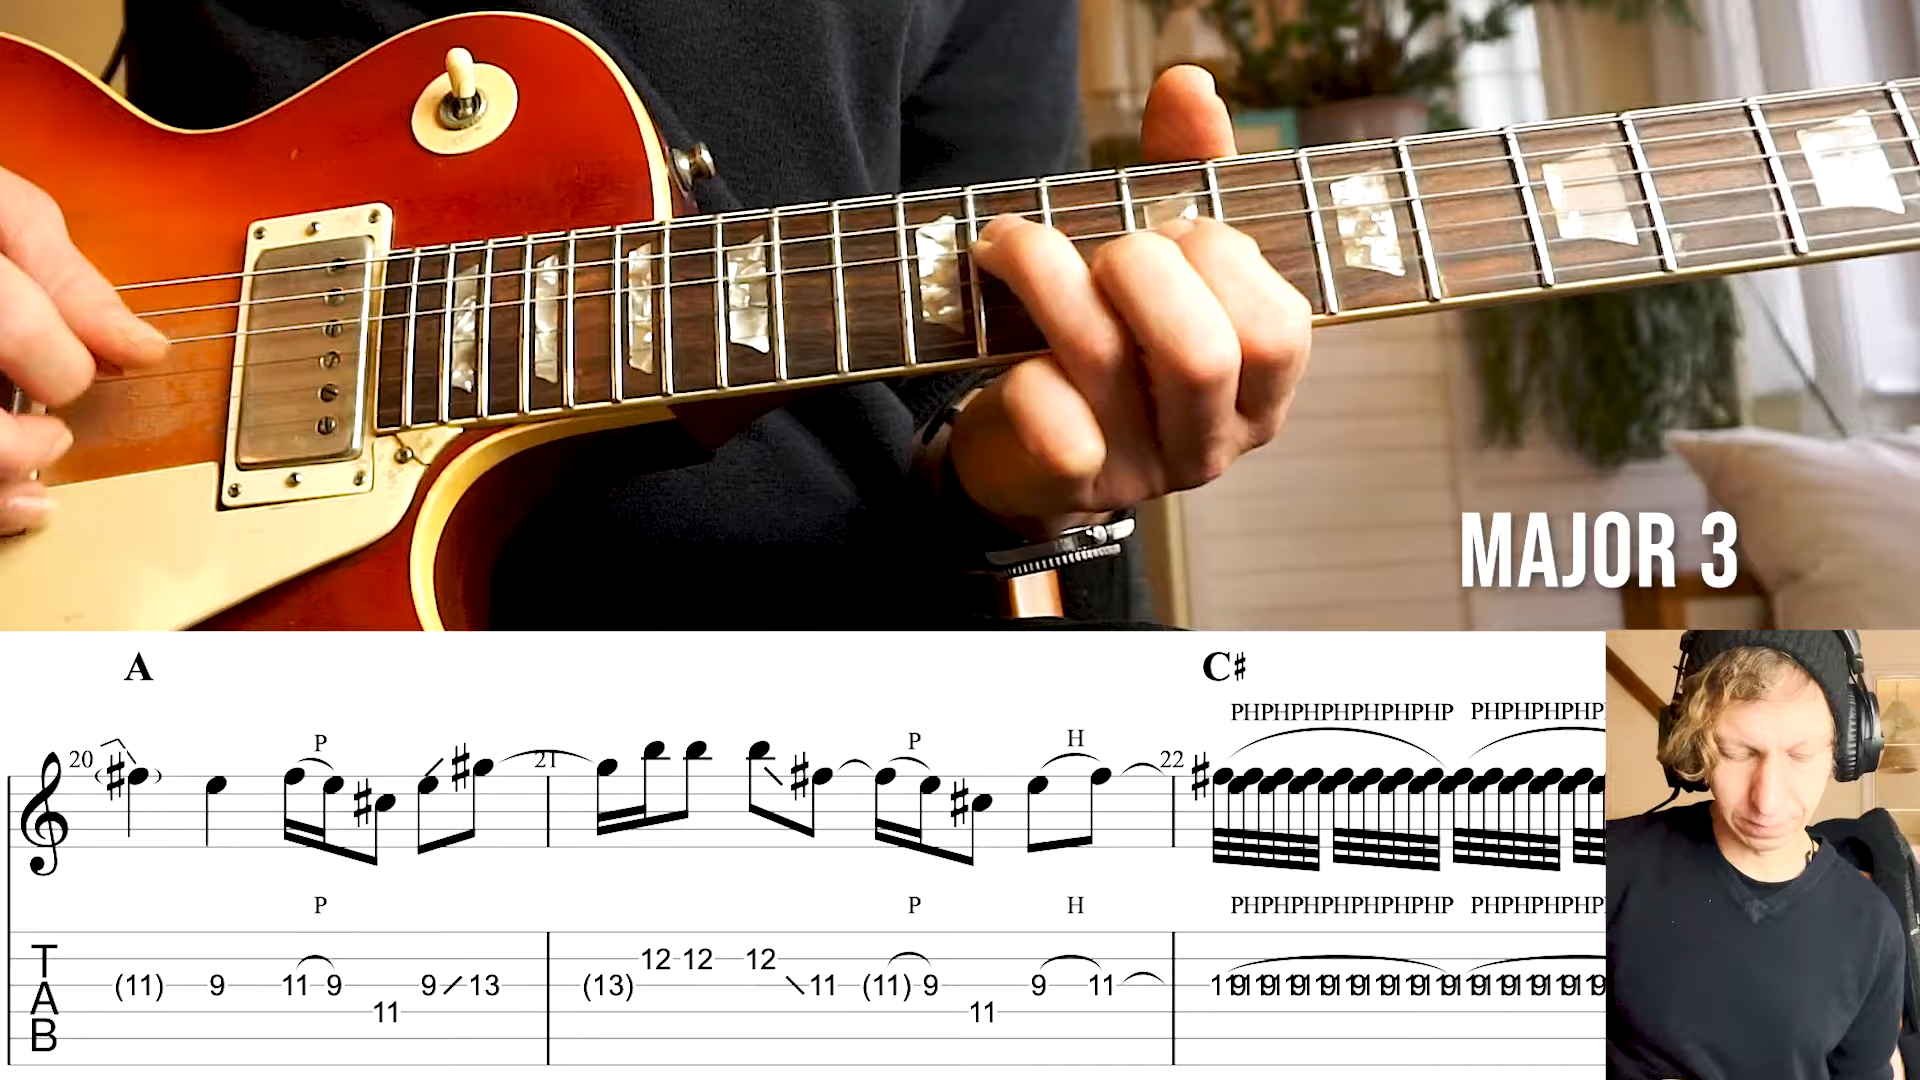 MAJOR 3
A C♯
PHPHPHPHPHPHPHP PHPHPHPHP
20 P 21 P H 22
P P H PHPHPHPHPHPHPHP PHPHPHPHP
T
A
B
12 12 12
(11) 9 11 9 9 13 (13) 11 (11) 9 9 11
11 11